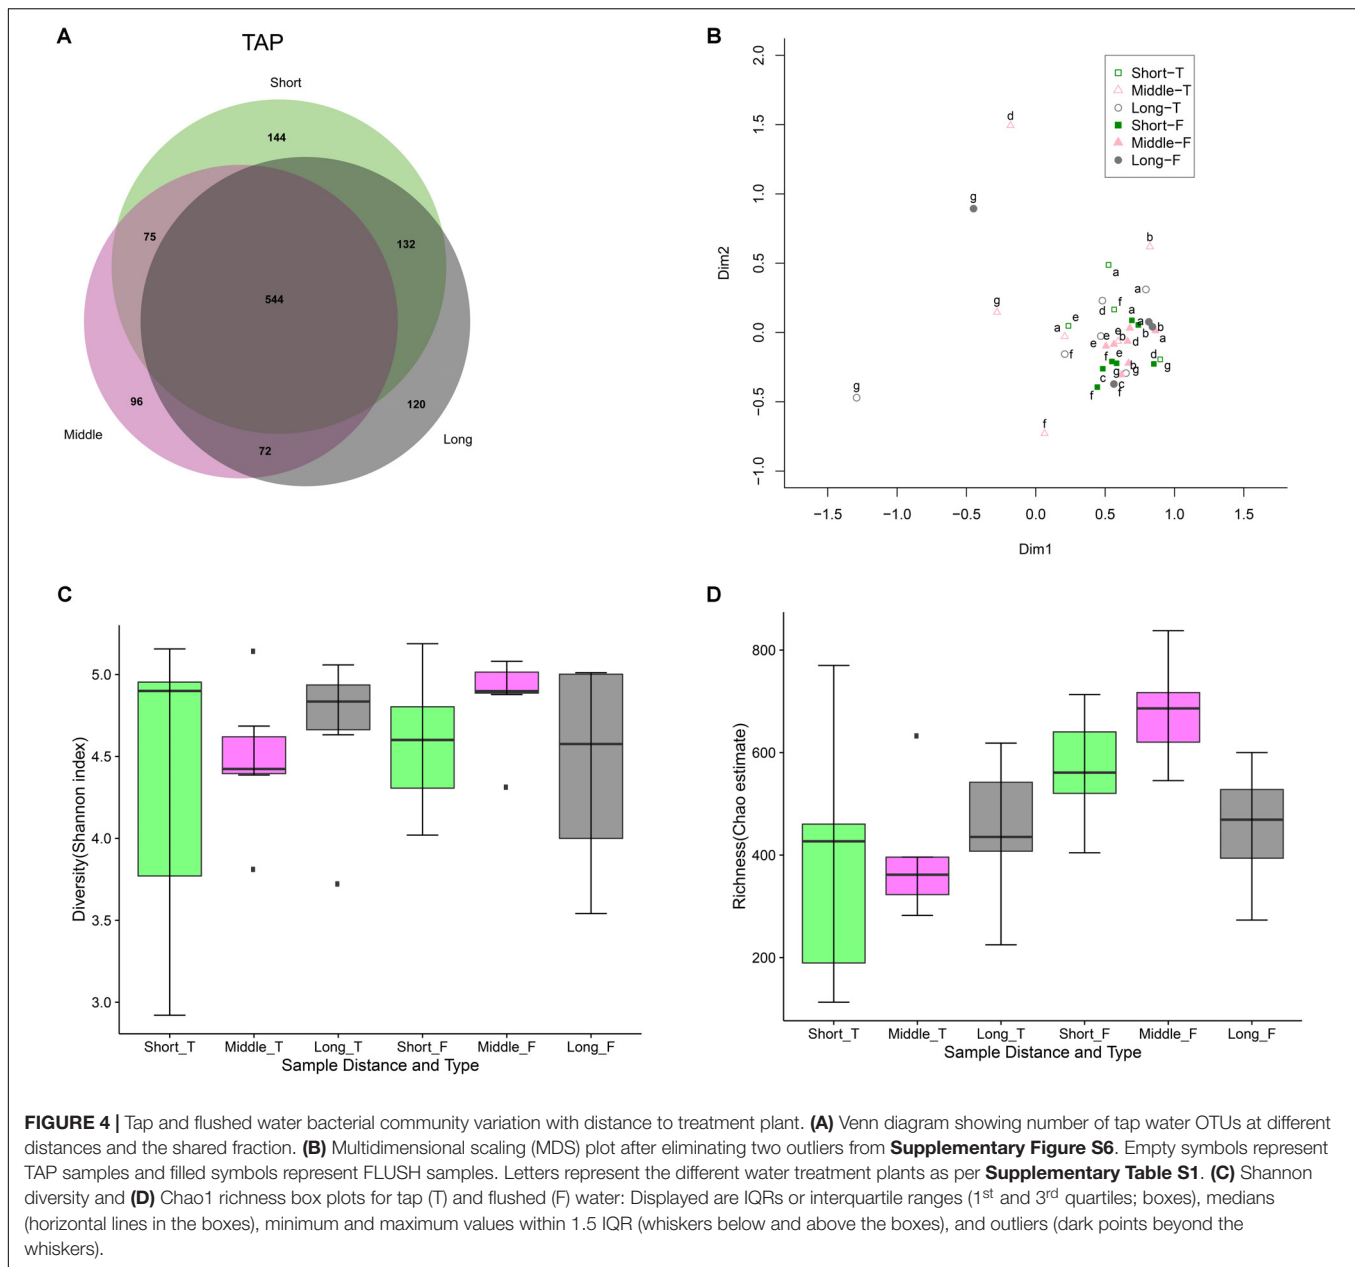 A
TAP
Short
144
75
132
544
96
120
72
Middle
Long
B
2.0
1.5
1.0
0.5
0.0
−0.5
−1.0
Dim2
Short−T
Middle−T
Long−T
Short−F
Middle−F
Long−F
d
g
b
a
g
a
f
d
e
a
a
a
b
f
e
e
b
b
d
a
f
e
d
g
g
b
g
c
c
f
f
g
f
−1.5 −1.0 −0.5 0.0 0.5 1.0 1.5
Dim1
C
5.0
4.5
4.0
3.5
3.0
Diversity(Shannon index)
Short_T Middle_T Long_T Short_F Middle_F Long_F
Sample Distance and Type
D
800
600
400
200
Richness(Chao estimate)
Short_T Middle_T Long_T Short_F Middle_F Long_F
Sample Distance and Type
FIGURE 4 | Tap and flushed water bacterial community variation with distance to treatment plant. (A) Venn diagram showing number of tap water OTUs at different
distances and the shared fraction. (B) Multidimensional scaling (MDS) plot after eliminating two outliers from Supplementary Figure S6. Empty symbols represent
TAP samples and filled symbols represent FLUSH samples. Letters represent the different water treatment plants as per Supplementary Table S1. (C) Shannon
diversity and (D) Chao1 richness box plots for tap (T) and flushed (F) water: Displayed are IQRs or interquartile ranges (1st and 3rd quartiles; boxes), medians
(horizontal lines in the boxes), minimum and maximum values within 1.5 IQR (whiskers below and above the boxes), and outliers (dark points beyond the
whiskers).